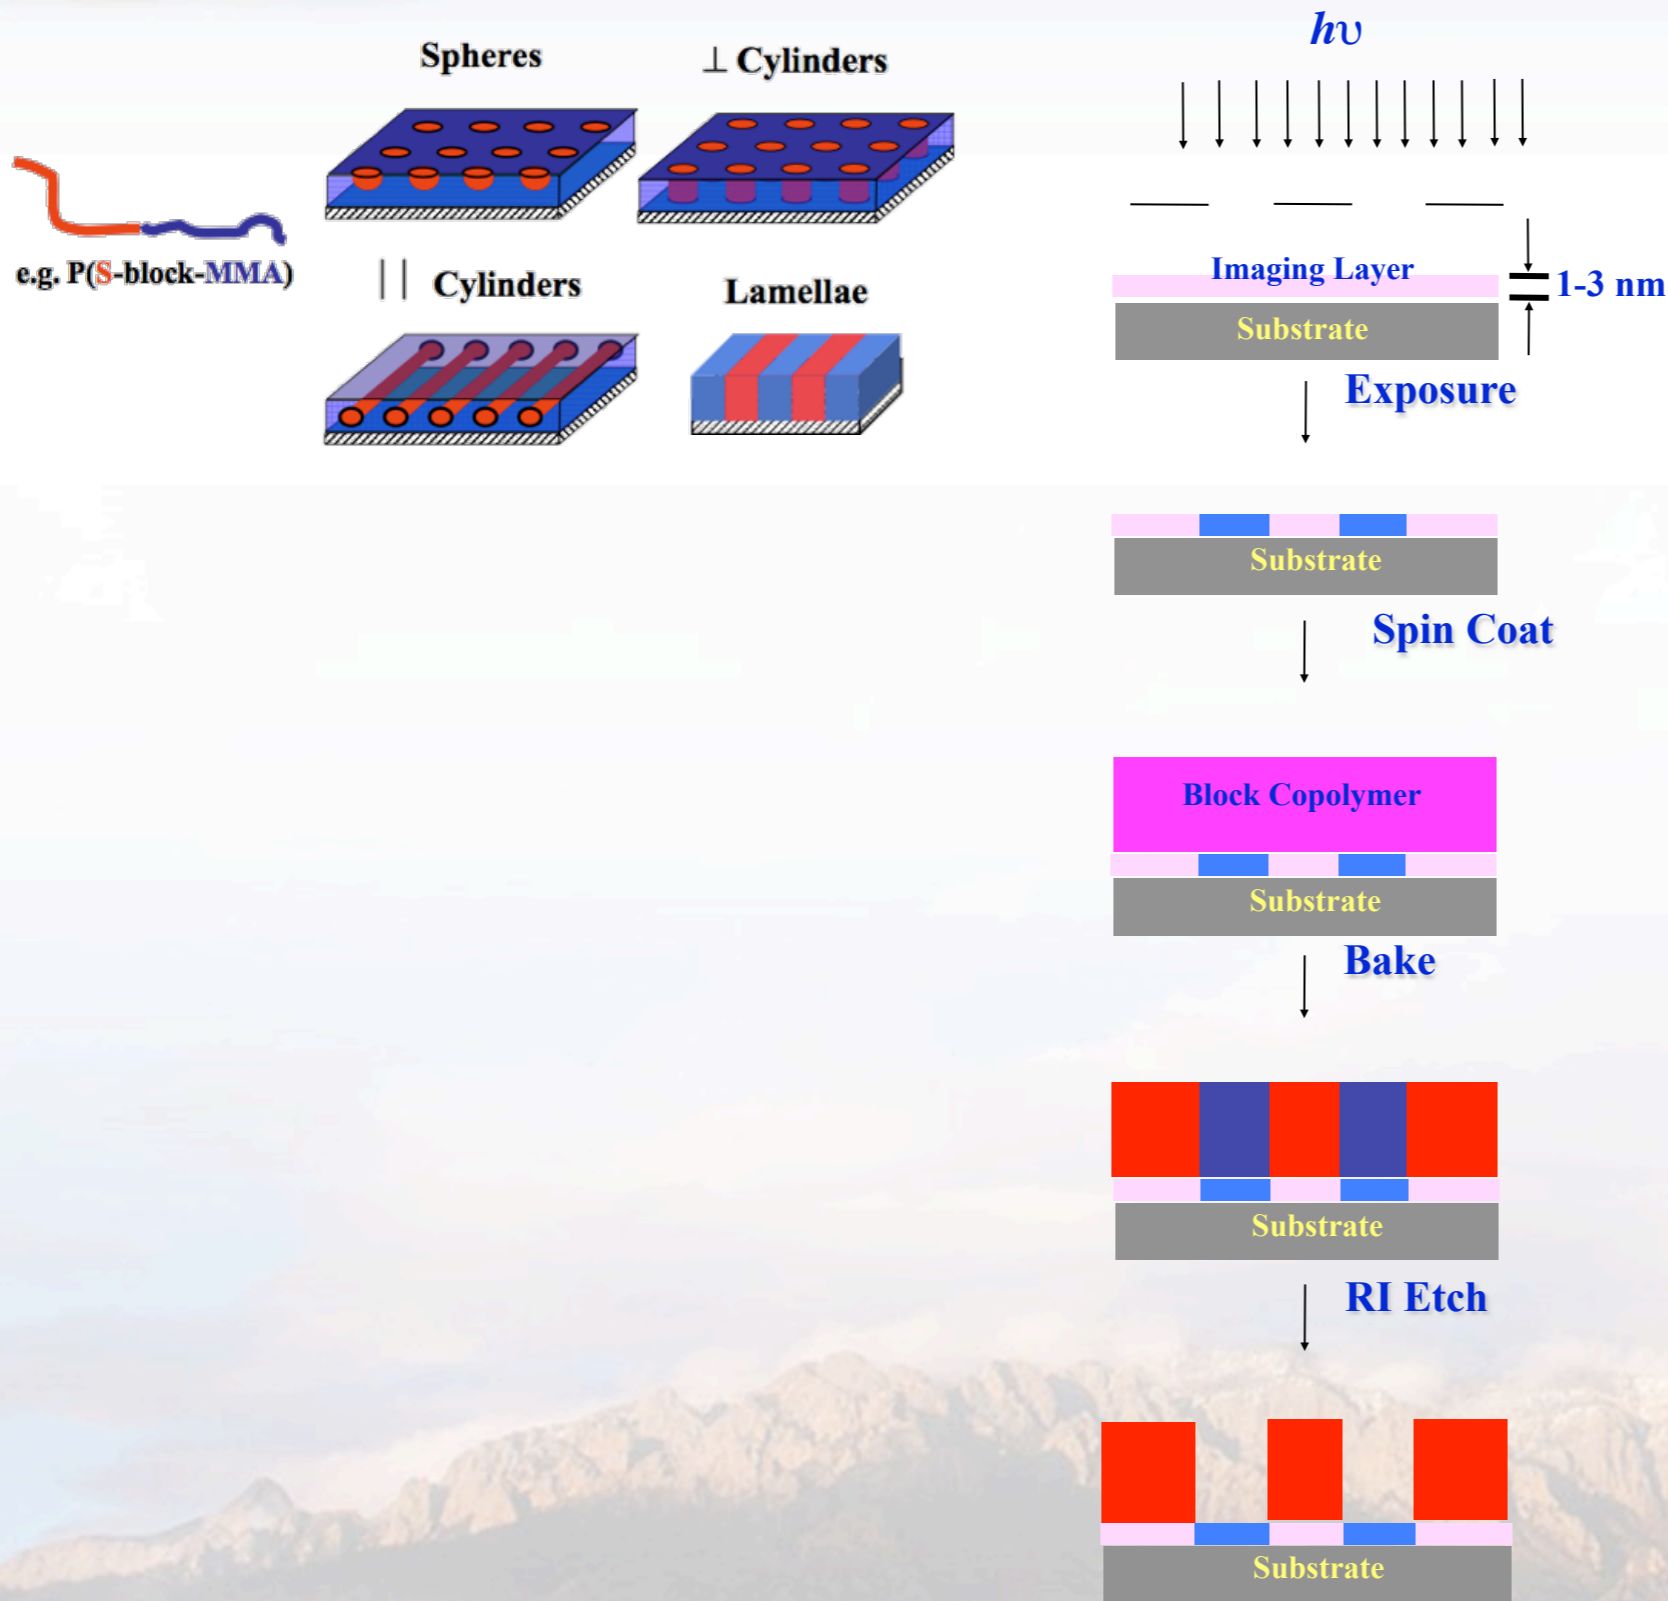 Spheres
⊥ Cylinders
e.g. P(S-block-MMA)
|| Cylinders
Lamellae
hυ
Imaging Layer
1-3 nm
Substrate
Exposure
Substrate
Spin Coat
Block Copolymer
Substrate
Bake
Substrate
RI Etch
Substrate